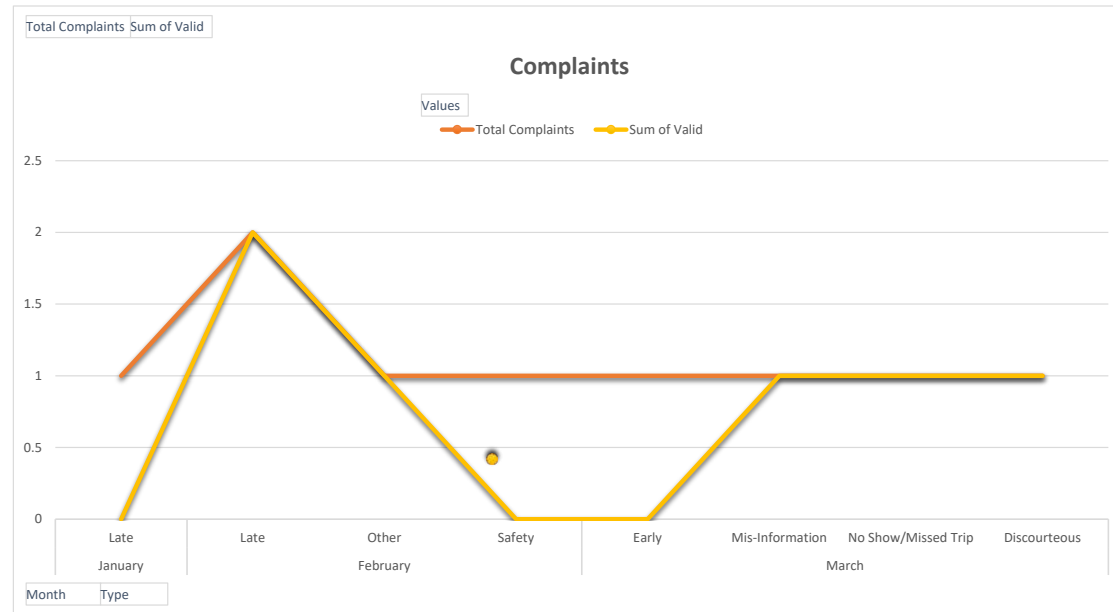 Total Complaints Sum of Valid
Complaints
Values
Total Complaints Sum of Valid
2.5
2
1.5
1
0.5
0
Late Late Other Safety Early Mis-Information No Show/Missed Trip Discourteous
January February March
Month Type